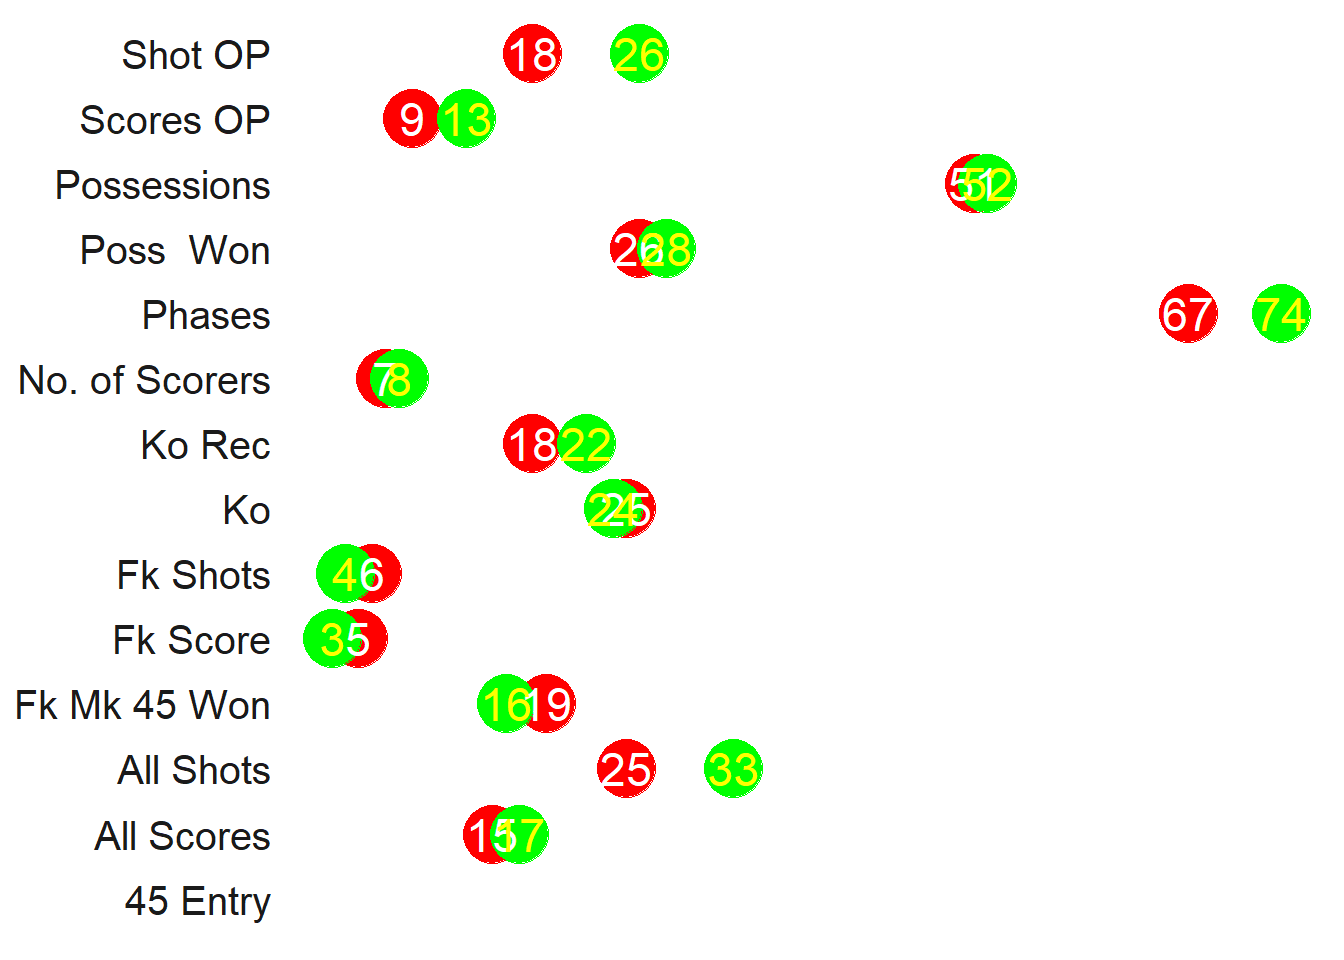 Shot OP 18 26
Scores OP 9 13
Possessions 51 52
Poss  Won 26 28
Phases 67 74
No. of Scorers 7 8
Ko Rec 18 22
Ko 24 25
Fk Shots 4 6
Fk Score 3 5
Fk Mk 45 Won 16 19
All Shots 25 33
All Scores 15 17
45 Entry